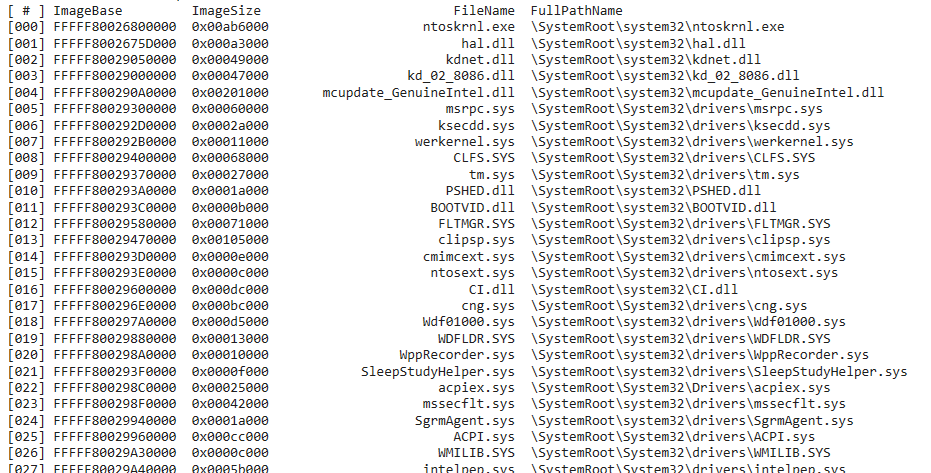 [ # ] ImageBase ImageSize FileName FullPathName
[000] FFFFF80026800000 0x00ab6000 ntoskrnl.exe \SystemRoot\system32\ntoskrnl.exe
[001] FFFFF8002675D000 0x000a3000 hal.dll \SystemRoot\system32\hal.dll
[002] FFFFF80029050000 0x00049000 kdnet.dll \SystemRoot\system32\kdnet.dll
[003] FFFFF80029000000 0x00047000 kd_02_8086.dll \SystemRoot\system32\kd_02_8086.dll
[004] FFFFF800290A0000 0x00201000 mcupdate_GenuineIntel.dll \SystemRoot\system32\mcupdate_GenuineIntel.dll
[005] FFFFF80029300000 0x00060000 msrpc.sys \SystemRoot\System32\drivers\msrpc.sys
[006] FFFFF800292D0000 0x0002a000 ksecdd.sys \SystemRoot\System32\drivers\ksecdd.sys
[007] FFFFF800292B0000 0x00011000 werkernel.sys \SystemRoot\System32\drivers\werkernel.sys
[008] FFFFF80029400000 0x00068000 CLFS.SYS \SystemRoot\System32\drivers\CLFS.SYS
[009] FFFFF80029370000 0x00027000 tm.sys \SystemRoot\System32\drivers\tm.sys
[010] FFFFF800293A0000 0x0001a000 PSHED.dll \SystemRoot\system32\PSHED.dll
[011] FFFFF800293C0000 0x0000b000 BOOTVID.dll \SystemRoot\system32\BOOTVID.dll
[012] FFFFF80029580000 0x00071000 FLTMGR.SYS \SystemRoot\System32\drivers\FLTMGR.SYS
[013] FFFFF80029470000 0x00105000 clipsp.sys \SystemRoot\System32\drivers\clipsp.sys
[014] FFFFF800293D0000 0x0000e000 cmimcext.sys \SystemRoot\System32\drivers\cmimcext.sys
[015] FFFFF800293E0000 0x0000c000 ntosext.sys \SystemRoot\System32\drivers\ntosext.sys
[016] FFFFF80029600000 0x000dc000 CI.dll \SystemRoot\system32\CI.dll
[017] FFFFF800296E0000 0x000bc000 cng.sys \SystemRoot\System32\drivers\cng.sys
[018] FFFFF800297A0000 0x000d5000 Wdf01000.sys \SystemRoot\system32\drivers\Wdf01000.sys
[019] FFFFF80029880000 0x00013000 WDFLDR.SYS \SystemRoot\system32\drivers\WDFLDR.SYS
[020] FFFFF800298A0000 0x00010000 WppRecorder.sys \SystemRoot\system32\drivers\WppRecorder.sys
[021] FFFFF800293F0000 0x0000f000 SleepStudyHelper.sys \SystemRoot\system32\drivers\SleepStudyHelper.sys
[022] FFFFF800298C0000 0x00025000 acpiex.sys \SystemRoot\System32\Drivers\acpiex.sys
[023] FFFFF800298F0000 0x00042000 mssecflt.sys \SystemRoot\system32\drivers\mssecflt.sys
[024] FFFFF80029940000 0x0001a000 SgrmAgent.sys \SystemRoot\system32\drivers\SgrmAgent.sys
[025] FFFFF80029960000 0x000cc000 ACPI.sys \SystemRoot\System32\drivers\ACPI.sys
[026] FFFFF80029A30000 0x0000c000 WMILIB.SYS \SystemRoot\System32\drivers\WMILIB.SYS
[027] FFFFF80029A40000 0x0005b000 intelpep.sys \SystemRoot\System32\drivers\intelpep.sys